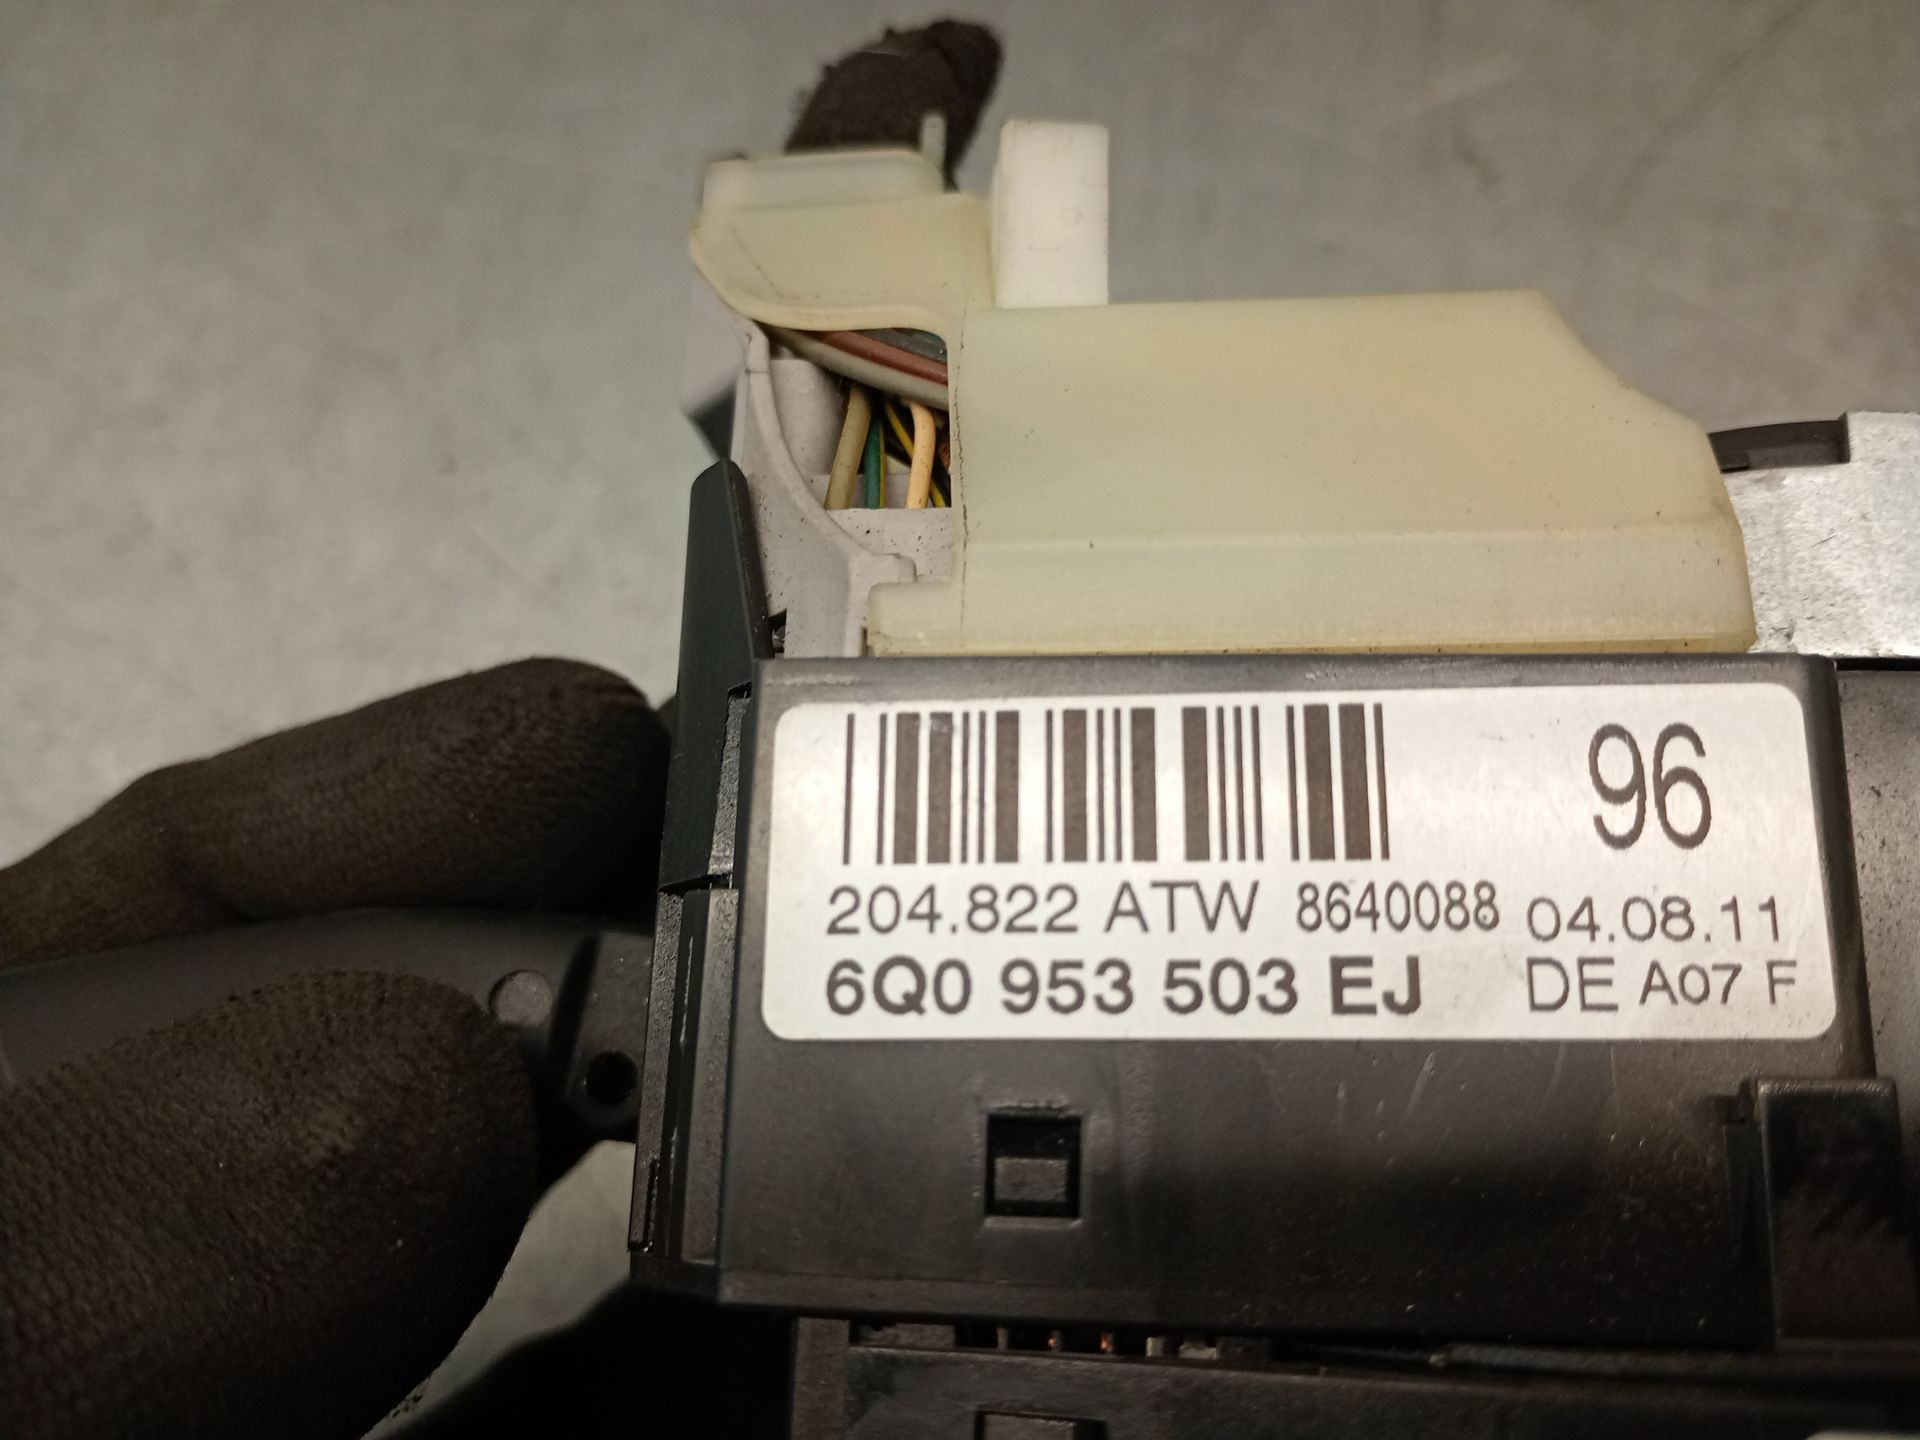 96
204.822 ATW 8640088 04.08.11
6Q0 953 503 EJ DE A07 F